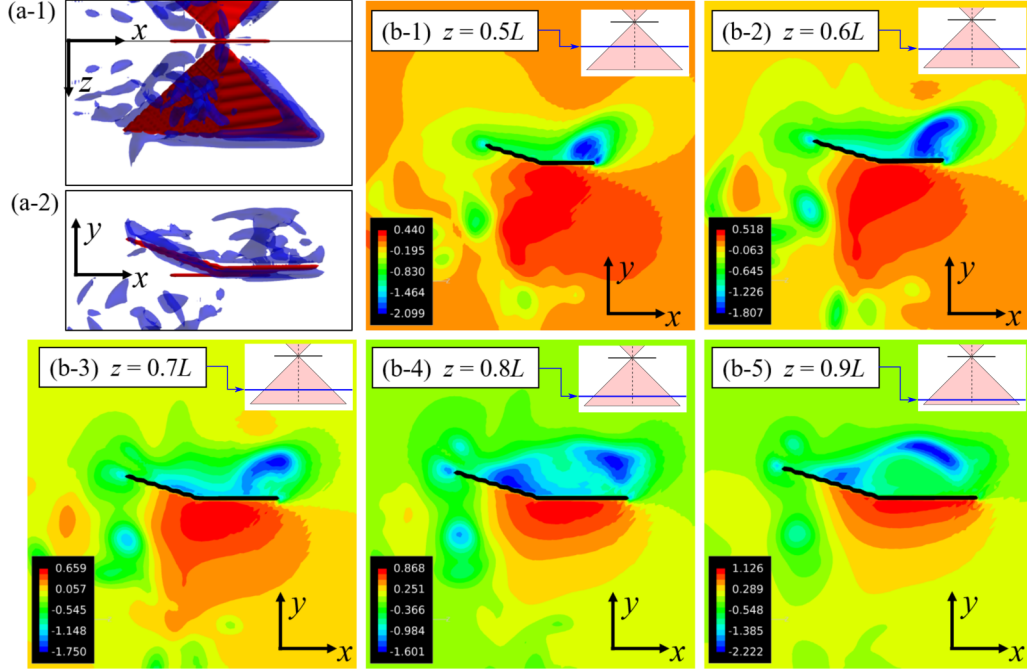 (a-1)
x
z
(a-2)
y
x
(b-1) z = 0.5L
0.440
-0.195
-0.830
-1.464
-2.099
y
x
(b-2) z = 0.6L
0.518
-0.063
-0.645
-1.226
-1.807
y
x
(b-3) z = 0.7L
0.659
0.057
-0.545
-1.148
-1.750
y
x
(b-4) z = 0.8L
0.868
0.251
-0.366
-0.984
-1.601
y
x
(b-5) z = 0.9L
1.126
0.289
-0.548
-1.385
-2.222
y
x